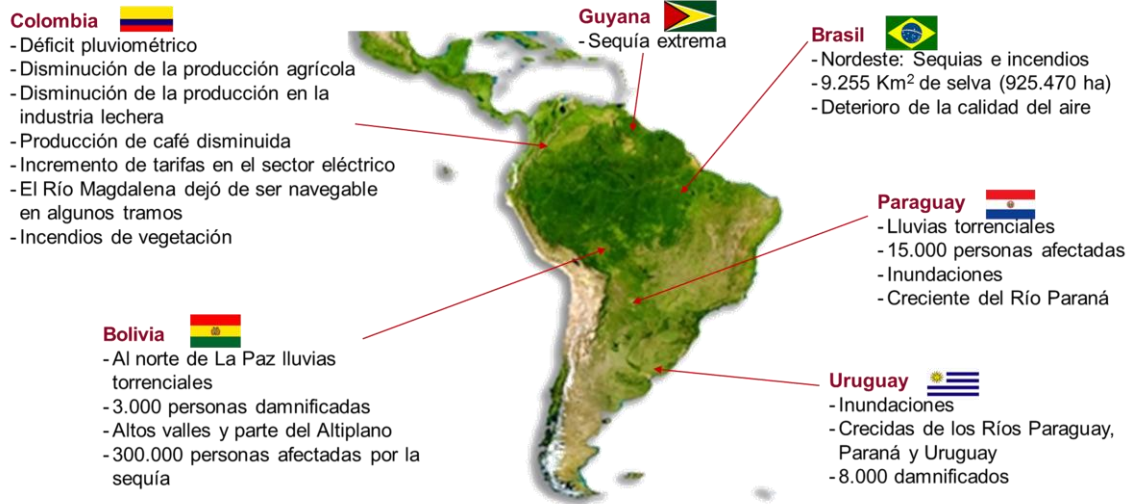 Colombia
- Déficit pluviométrico
- Disminución de la producción agrícola
- Disminución de la producción en la
industria lechera
- Producción de café disminuida
- Incremento de tarifas en el sector eléctrico
- El Río Magdalena dejó de ser navegable
en algunos tramos
- Incendios de vegetación
Guyana
- Sequía extrema
Brasil
- Nordeste: Sequias e incendios
- 9.255 Km² de selva (925.470 ha)
- Deterioro de la calidad del aire
Paraguay
- Lluvias torrenciales
- 15.000 personas afectadas
- Inundaciones
- Creciente del Río Paraná
Bolivia
- Al norte de La Paz lluvias
torrenciales
- 3.000 personas damnificadas
- Altos valles y parte del Altiplano
- 300.000 personas afectadas por la
sequía
Uruguay
- Inundaciones
- Crecidas de los Ríos Paraguay,
Paraná y Uruguay
- 8.000 damnificados